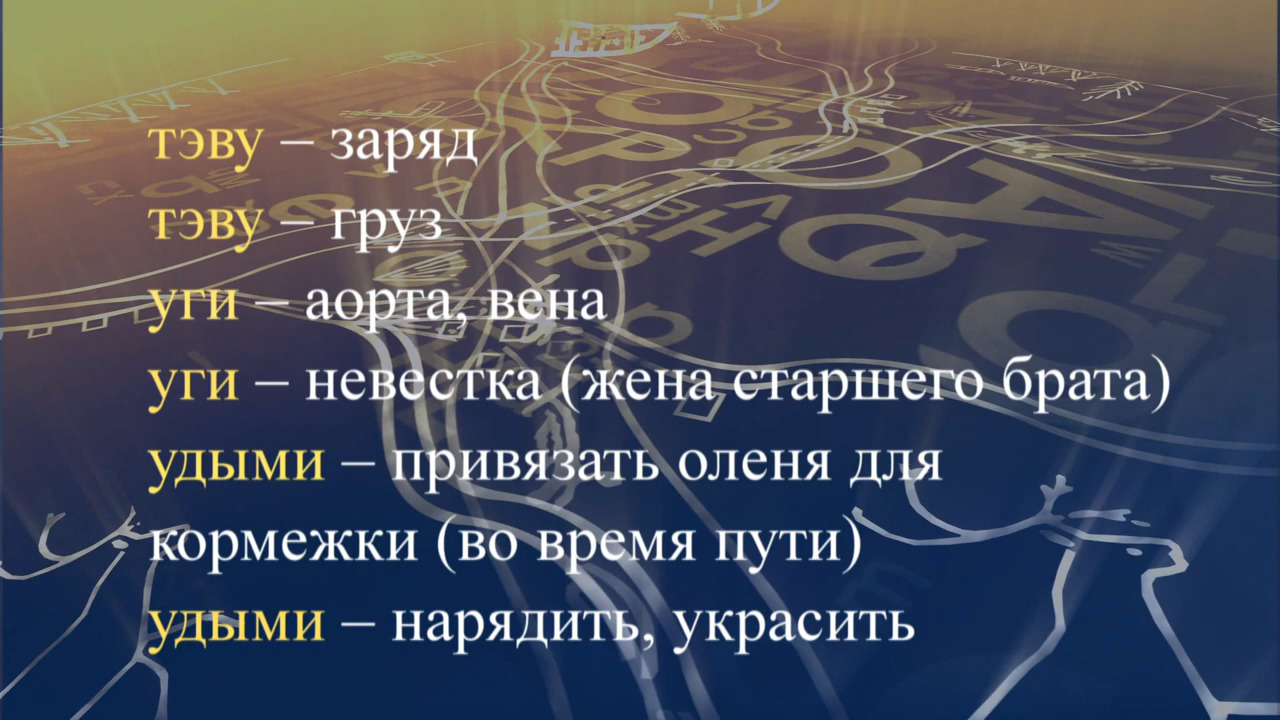 тэву – заряд
тэву – груз
уги – аорта, вена
уги – невестка (жена старшего брата)
удыми – привязать оленя для
кормежки (во время пути)
удыми – нарядить, украсить